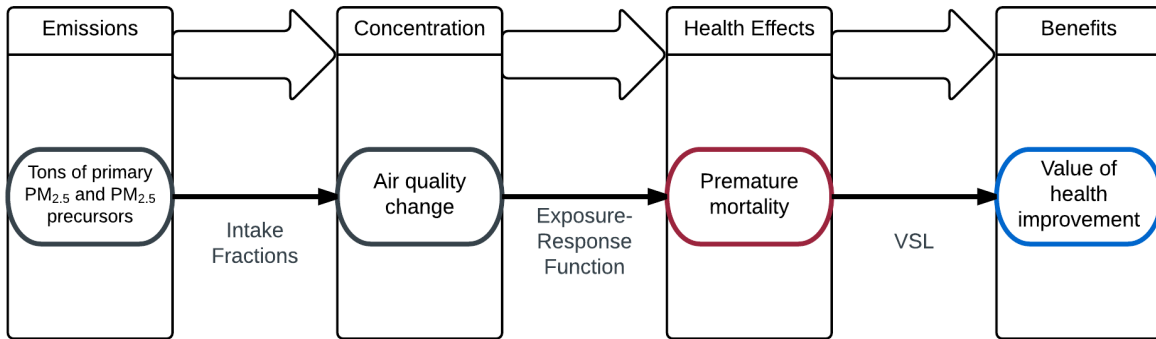 Emissions
Concentration
Health Effects
Benefits
Tons of primary
PM₂.₅ and PM₂.₅
precursors
Intake
Fractions
Air quality
change
Exposure-
Response
Function
Premature
mortality
VSL
Value of
health
improvement